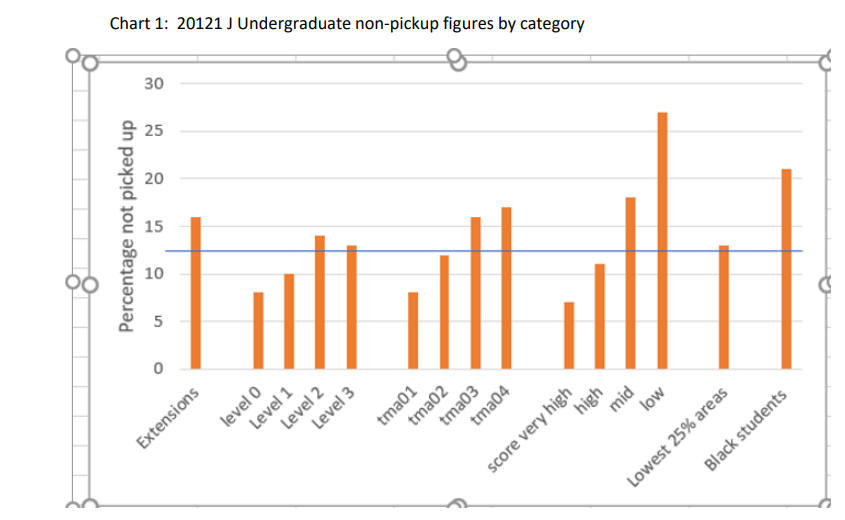 Chart 1:  20121 J Undergraduate non-pickup figures by category
Percentage not picked up
30
25
20
15
10
5
0
Extensions
level 0
Level 1
Level 2
Level 3
tma01
tma02
tma03
tma04
score very high
high
mid
low
Lowest 25% areas
Black students